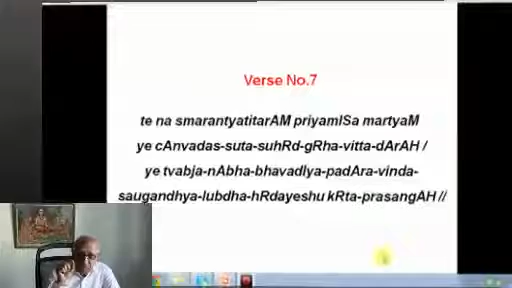 Verse No.7
te na smarantyatitarAM priyamISa martyaM
ye cAnvadas-suta-suhRd-gRha-vitta-dArAH /
ye tvabja-nAbha-bhavadIya-padAra-vinda-
saugandhya-lubdha-hRdayeshu kRta-prasangAH //